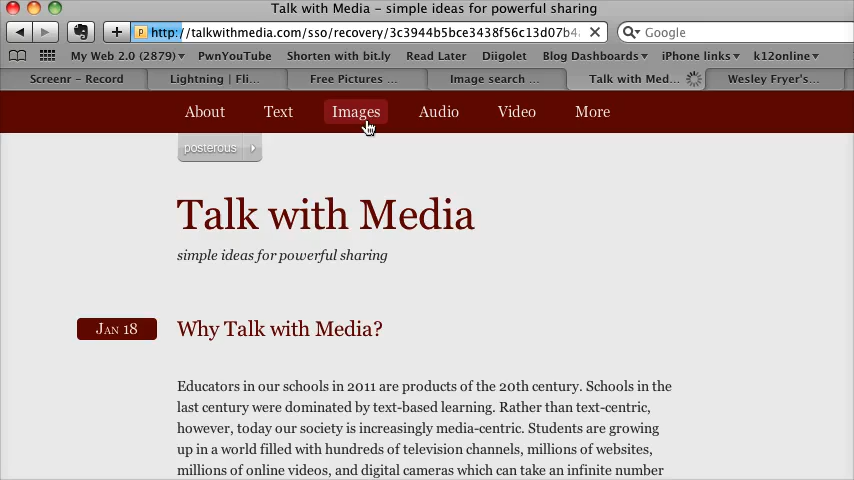 Talk with Media – simple ideas for powerful sharing
http://talkwithmedia.com/sso/recovery/3c3944b5bce3438f56c13d07b4
Google
My Web 2.0 (2879) PwnYouTube Shorten with bit.ly Read Later Diigolet Blog Dashboards iPhone links k12online
Screenr - Record Lightning | Fli... Free Pictures ... Image search ... Talk with Med... Wesley Fryer's...
About Text Images Audio Video More
posterous
Talk with Media
simple ideas for powerful sharing
Jan 18
Why Talk with Media?
Educators in our schools in 2011 are products of the 20th century. Schools in the
last century were dominated by text-based learning. Rather than text-centric,
however, today our society is increasingly media-centric. Students are growing
up in a world filled with hundreds of television channels, millions of websites,
millions of online videos, and digital cameras which can take an infinite number